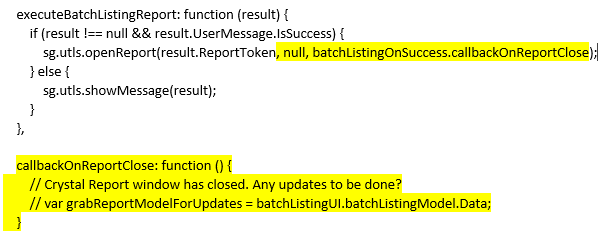 executeBatchListingReport: function (result) {
if (result !== null && result.UserMessage.IsSuccess) {
sg.utls.openReport(result.ReportToken, null, batchListingOnSuccess.callbackOnReportClose);
} else {
sg.utls.showMessage(result);
}
},
callbackOnReportClose: function () {
// Crystal Report window has closed. Any updates to be done?
// var grabReportModelForUpdates = batchListingUI.batchListingModel.Data;
}